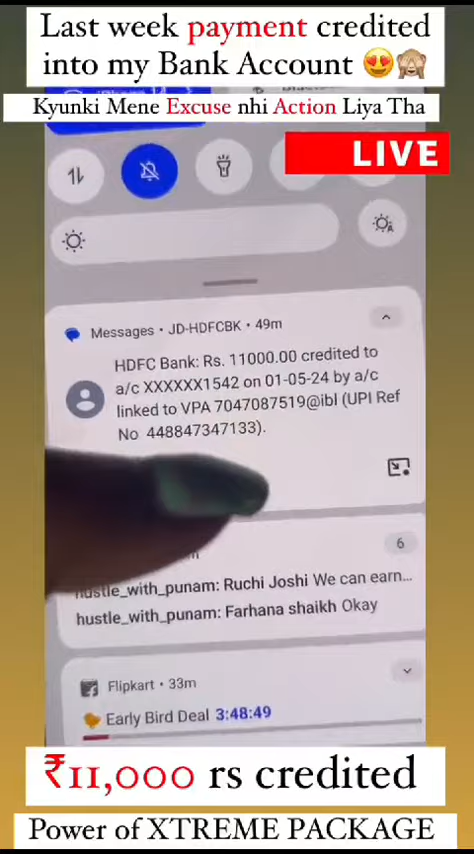 Last week payment credited
into my Bank Account 😍🙈
Kyunki Mene Excuse nhi Action Liya Tha
LIVE
Messages • JD-HDFCBK • 49m
HDFC Bank: Rs. 11000.00 credited to
a/c XXXXXX1542 on 01-05-24 by a/c
linked to VPA 7047087519@ibl (UPI Ref
No 448847347133).
6
hustle_with_punam: Ruchi Joshi We can earn...
hustle_with_punam: Farhana shaikh Okay
Flipkart • 33m
🐤 Early Bird Deal 3:48:49
₹11,000 rs credited
Power of XTREME PACKAGE